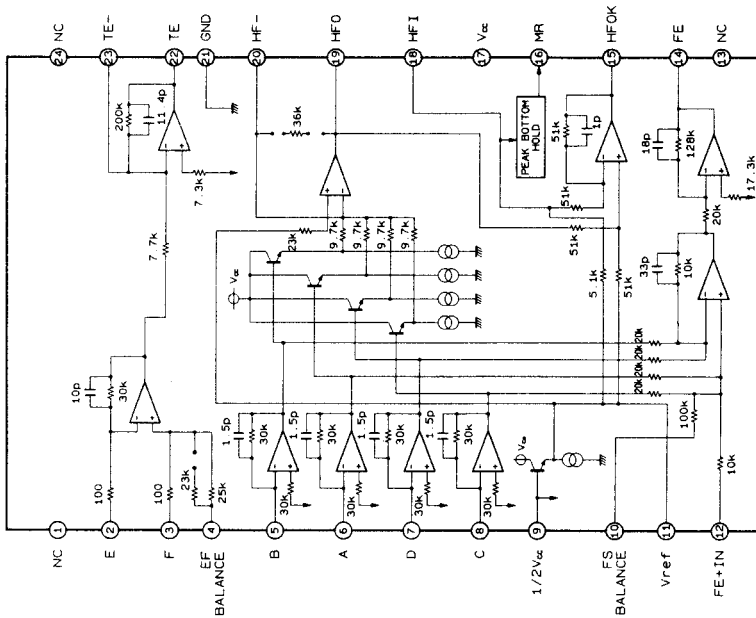 NC
TE-
TE
GND
HF-
HFO
HFI
Vcc
MR
HFOK
FE
NC
24
23
22
21
20
19
18
17
16
15
14
13
200k
11.4p
7.3k
7.7k
36k
23k
9.7k
9.7k
9.7k
9.7k
Vcc
PEAK BOTTOM
HOLD
51k
1p
51k
51k
5.1k
51k
18p
128k
17.3k
20k
33p
10k
20k
20k
20k
20k
10p
30k
100
100
23k
25k
1.5p
30k
30k
1.5p
30k
30k
1.5p
30k
30k
1.5p
30k
30k
Vcc
100k
10k
1
2
3
4
5
6
7
8
9
10
11
12
NC
E
F
EF
BALANCE
B
A
D
C
1/2Vcc
FS
BALANCE
Vref
FE+IN